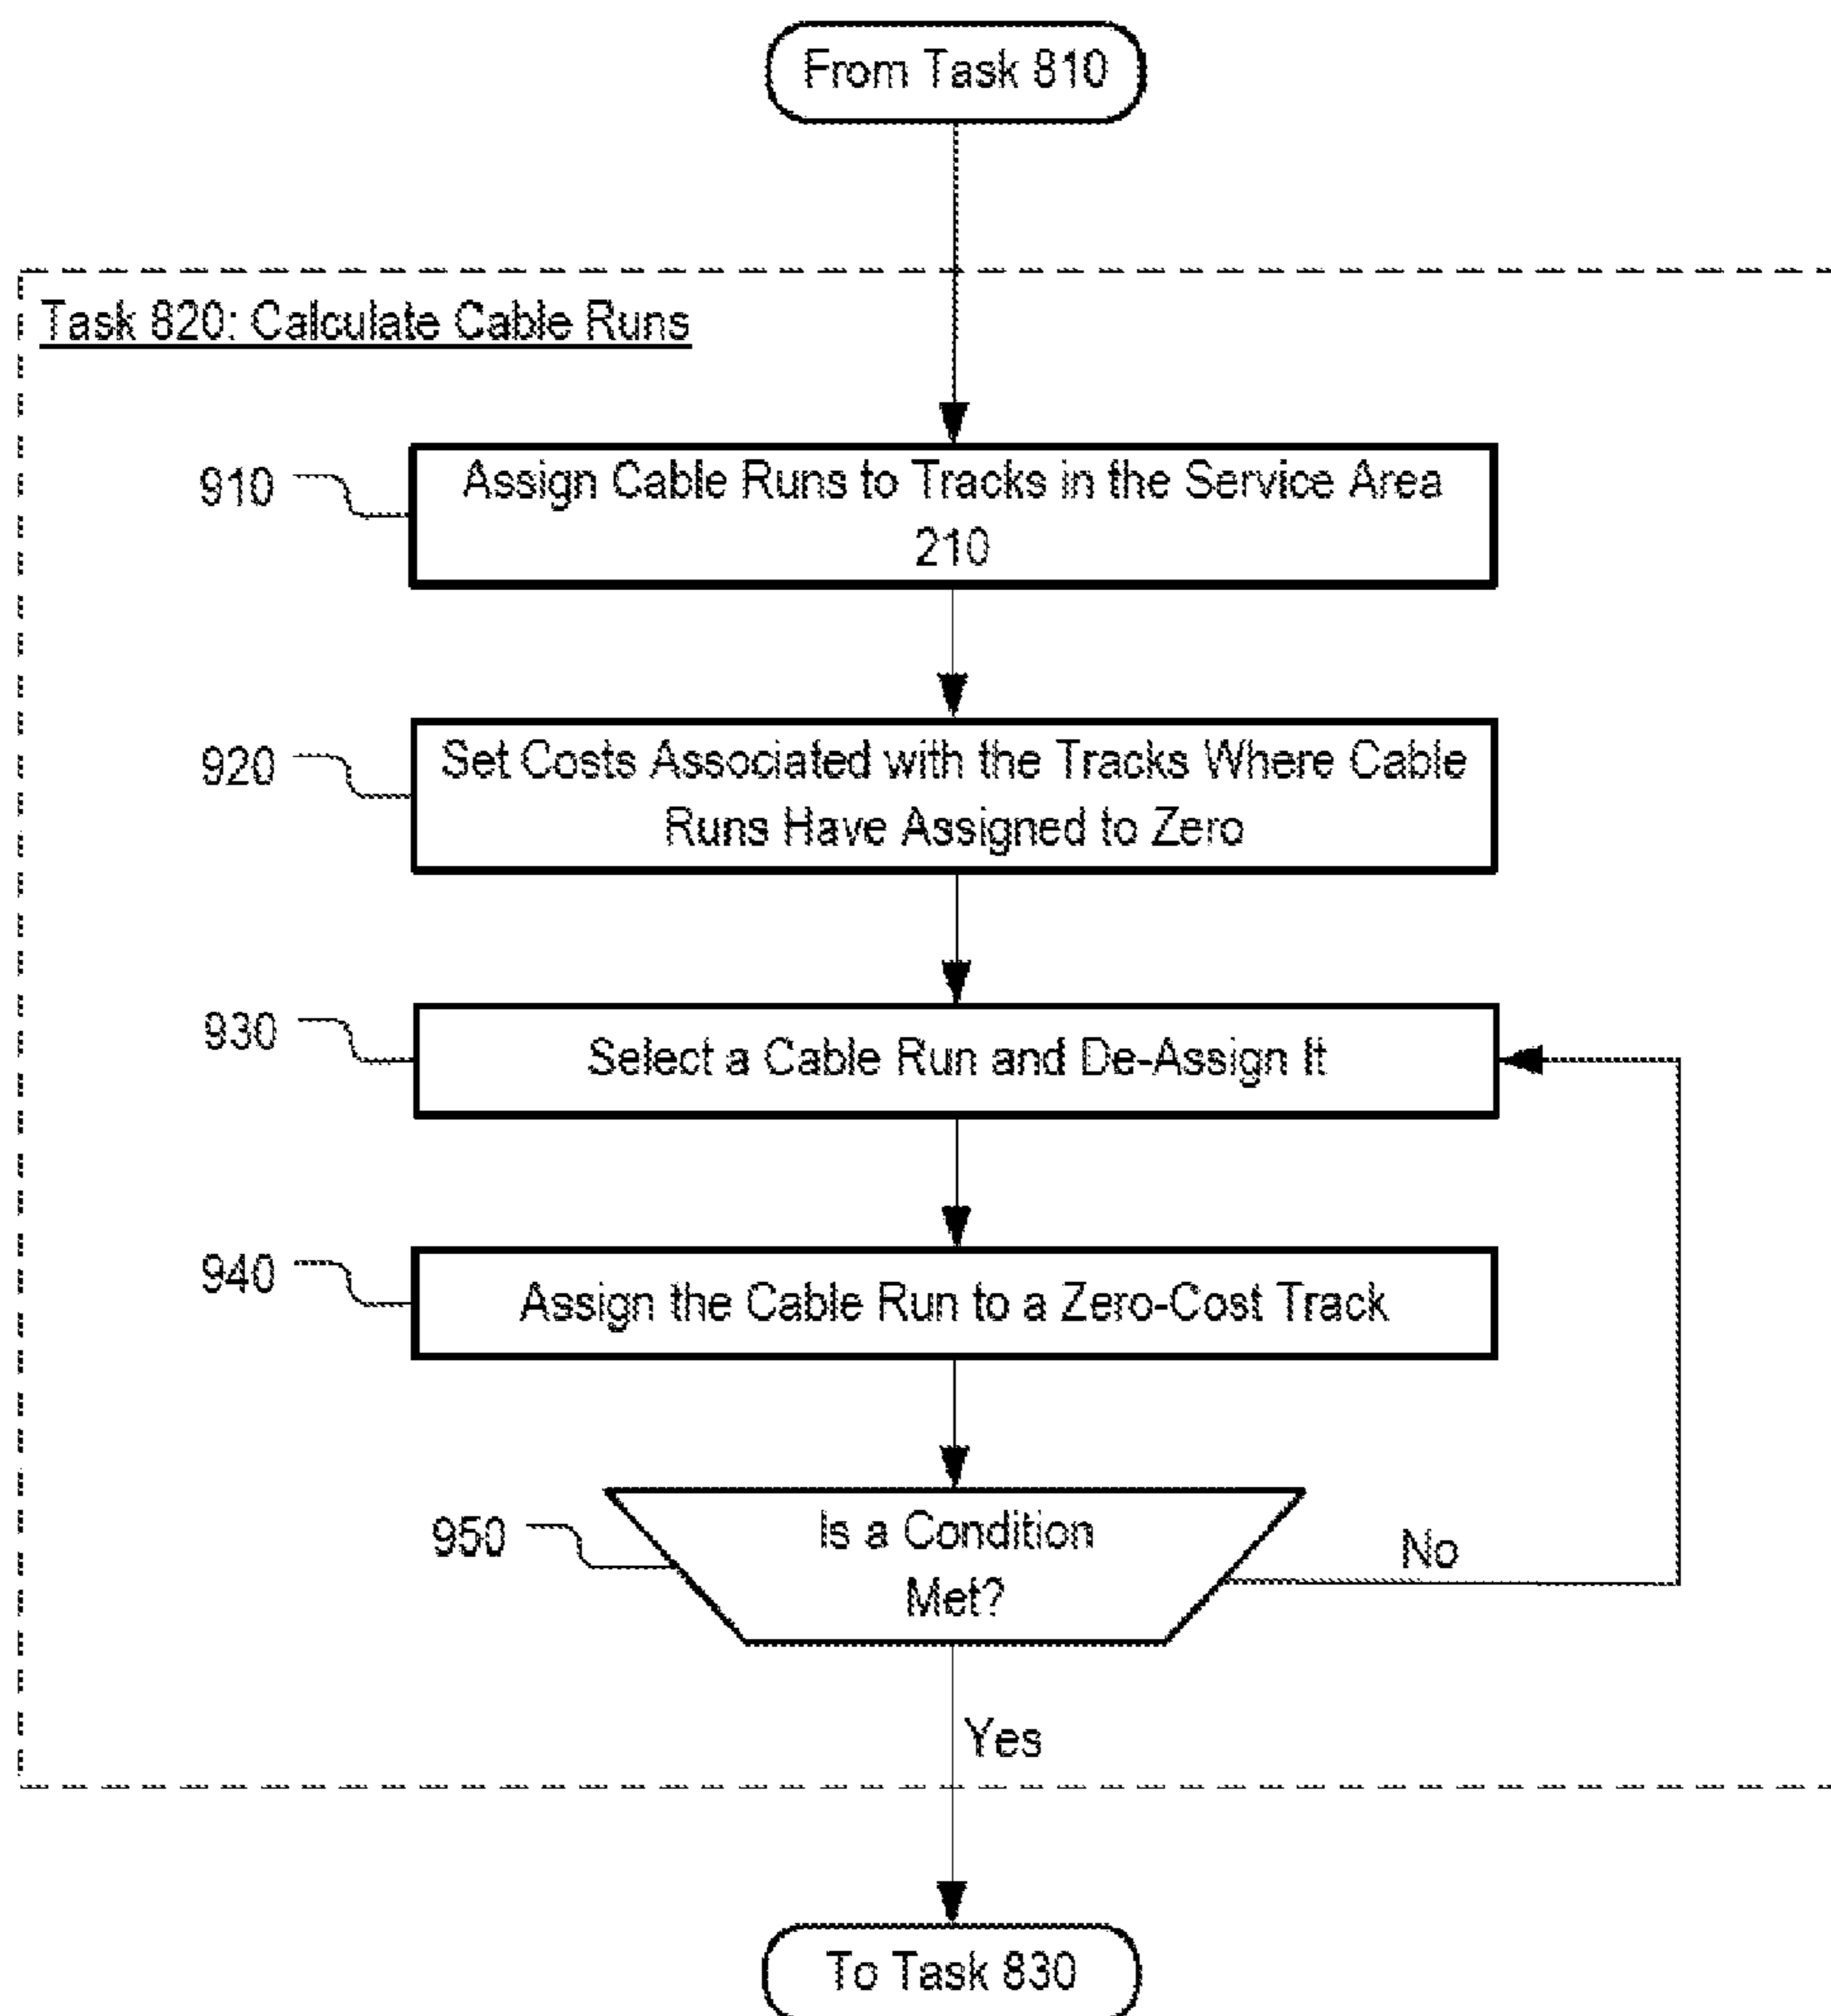 From Task 810
Task 820: Calculate Cable Runs
910
Assign Cable Runs to Tracks in the Service Area
210
920
Set Costs Associated with the Tracks Where Cable
Runs Have Assigned to Zero
930
Select a Cable Run and De-Assign It
940
Assign the Cable Run to a Zero-Cost Track
950
Is a Condition
Met?
No
Yes
To Task 830